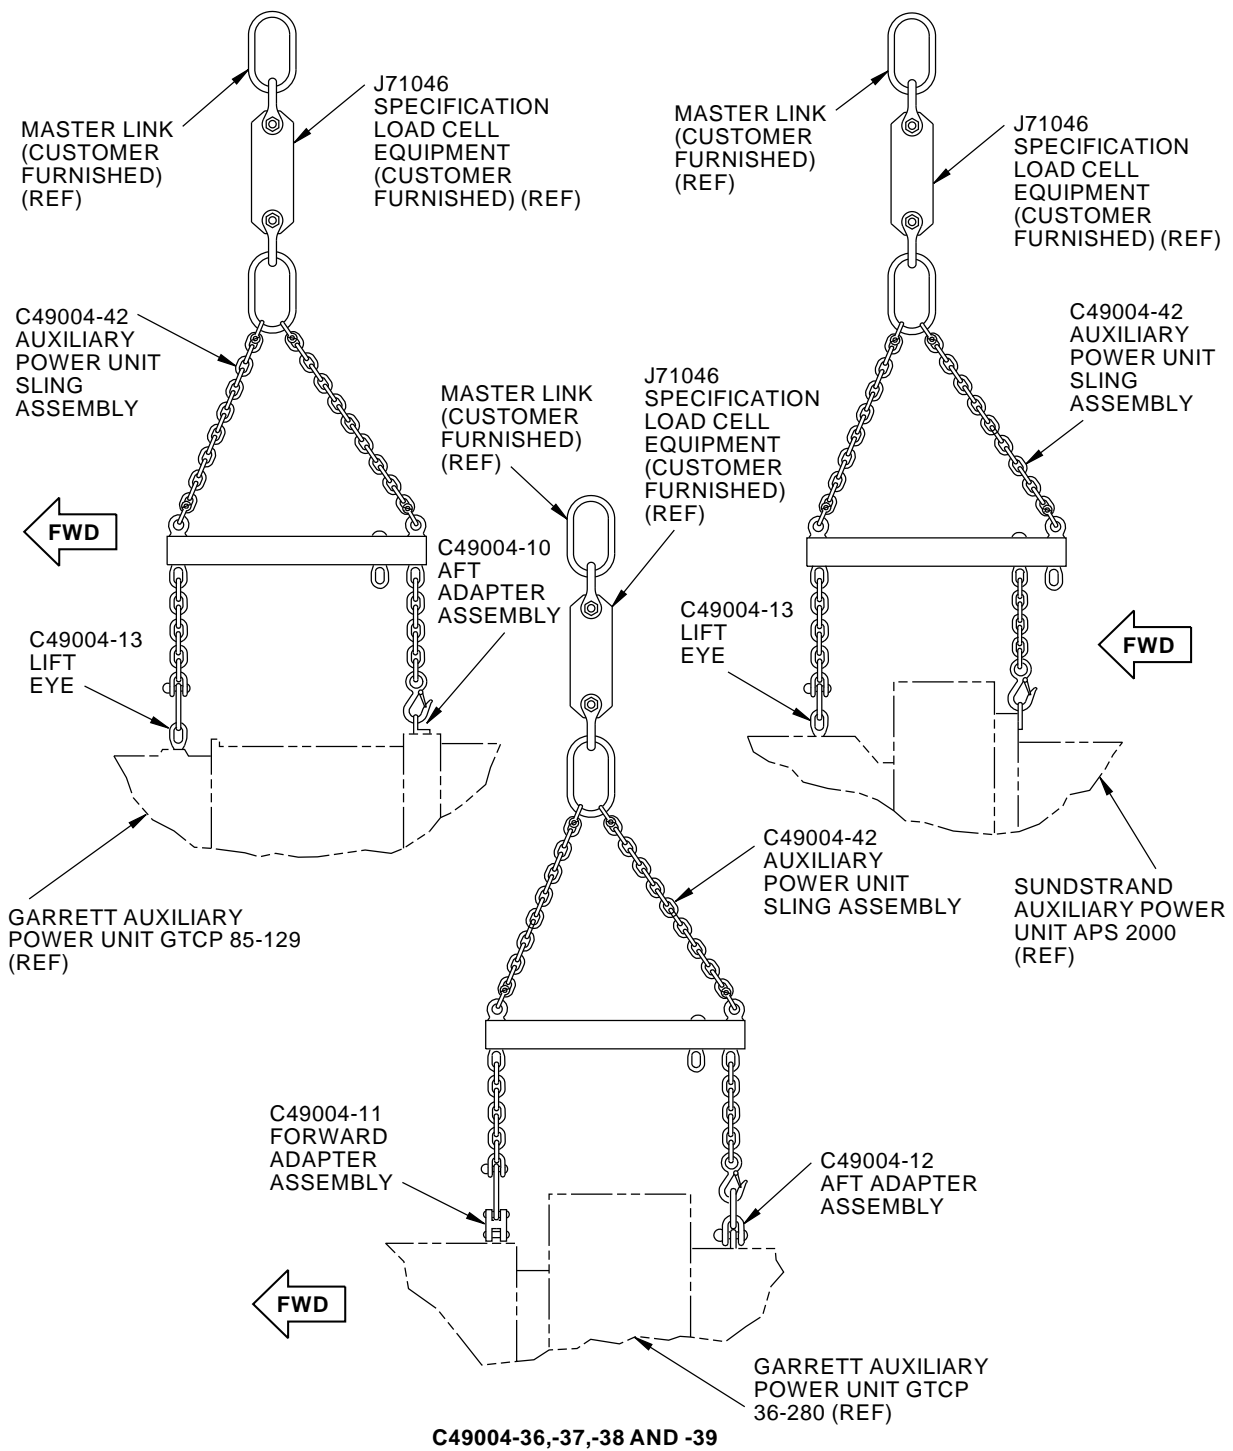 MASTER LINK
(CUSTOMER
FURNISHED)
(REF)
J71046
SPECIFICATION
LOAD CELL
EQUIPMENT
(CUSTOMER
FURNISHED) (REF)
MASTER LINK
(CUSTOMER
FURNISHED)
(REF)
J71046
SPECIFICATION
LOAD CELL
EQUIPMENT
(CUSTOMER
FURNISHED) (REF)
C49004-42
AUXILIARY
POWER UNIT
SLING
ASSEMBLY
MASTER LINK
(CUSTOMER
FURNISHED)
(REF)
J71046
SPECIFICATION
LOAD CELL
EQUIPMENT
(CUSTOMER
FURNISHED)
(REF)
C49004-42
AUXILIARY
POWER UNIT
SLING
ASSEMBLY
FWD
C49004-10
AFT
ADAPTER
ASSEMBLY
C49004-13
LIFT
EYE
C49004-13
LIFT
EYE
FWD
GARRETT AUXILIARY
POWER UNIT GTCP 85-129
(REF)
C49004-42
AUXILIARY
POWER UNIT
SLING ASSEMBLY
SUNDSTRAND
AUXILIARY POWER
UNIT APS 2000
(REF)
C49004-11
FORWARD
ADAPTER
ASSEMBLY
C49004-12
AFT ADAPTER
ASSEMBLY
FWD
GARRETT AUXILIARY
POWER UNIT GTCP
36-280 (REF)
C49004-36,-37,-38 AND -39